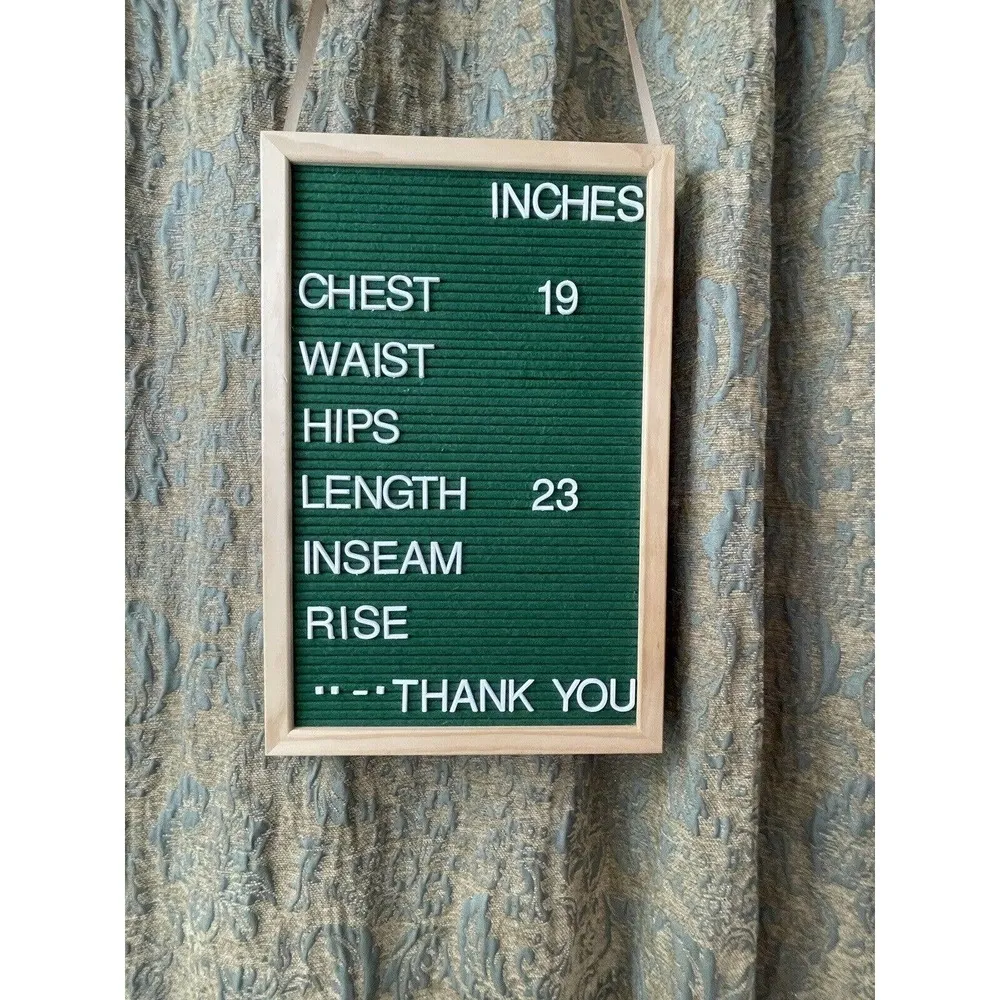 INCHES
CHEST 19
WAIST
HIPS
LENGTH 23
INSEAM
RISE
.. -. THANK YOU